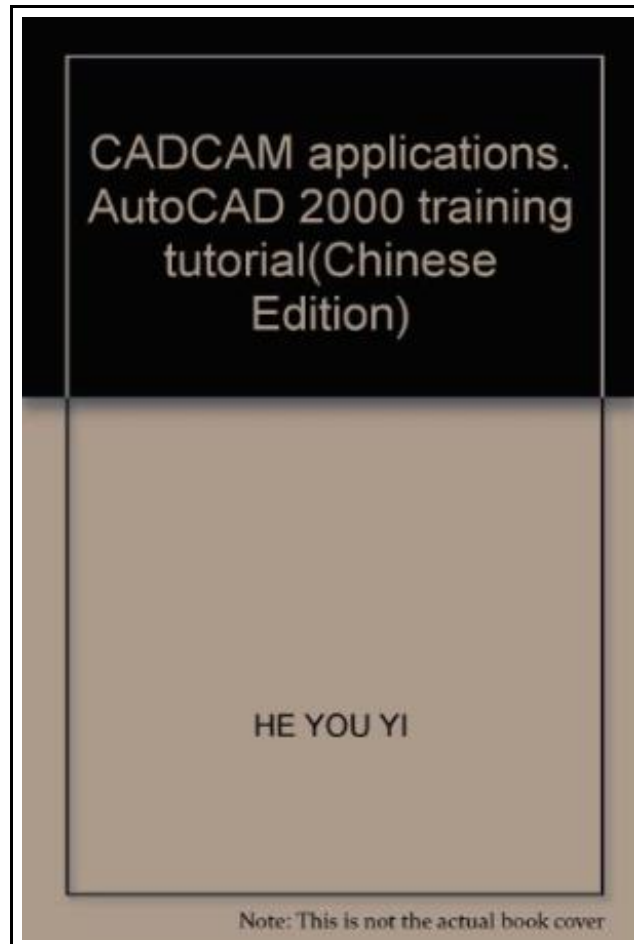 CADCAM applications.
AutoCAD 2000 training
tutorial(Chinese
Edition)
HE YOU YI
Note: This is not the actual book cover